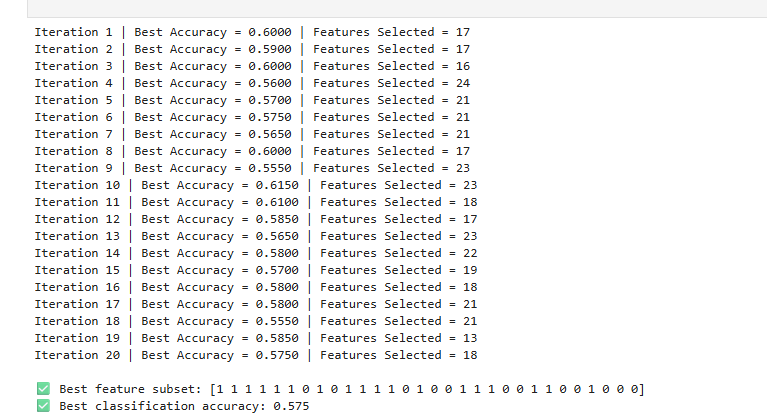 Iteration 1 | Best Accuracy = 0.6000 | Features Selected = 17
Iteration 2 | Best Accuracy = 0.5900 | Features Selected = 17
Iteration 3 | Best Accuracy = 0.6000 | Features Selected = 16
Iteration 4 | Best Accuracy = 0.5600 | Features Selected = 24
Iteration 5 | Best Accuracy = 0.5700 | Features Selected = 21
Iteration 6 | Best Accuracy = 0.5750 | Features Selected = 21
Iteration 7 | Best Accuracy = 0.5650 | Features Selected = 21
Iteration 8 | Best Accuracy = 0.6000 | Features Selected = 17
Iteration 9 | Best Accuracy = 0.5550 | Features Selected = 23
Iteration 10 | Best Accuracy = 0.6150 | Features Selected = 23
Iteration 11 | Best Accuracy = 0.6100 | Features Selected = 18
Iteration 12 | Best Accuracy = 0.5850 | Features Selected = 17
Iteration 13 | Best Accuracy = 0.5650 | Features Selected = 23
Iteration 14 | Best Accuracy = 0.5800 | Features Selected = 22
Iteration 15 | Best Accuracy = 0.5700 | Features Selected = 19
Iteration 16 | Best Accuracy = 0.5800 | Features Selected = 18
Iteration 17 | Best Accuracy = 0.5800 | Features Selected = 21
Iteration 18 | Best Accuracy = 0.5550 | Features Selected = 21
Iteration 19 | Best Accuracy = 0.5850 | Features Selected = 13
Iteration 20 | Best Accuracy = 0.5750 | Features Selected = 18
✅ Best feature subset: [1 1 1 1 1 1 0 1 0 1 1 1 1 0 1 0 0 1 1 1 0 0 1 1 0 0 1 0 0 0]
✅ Best classification accuracy: 0.575